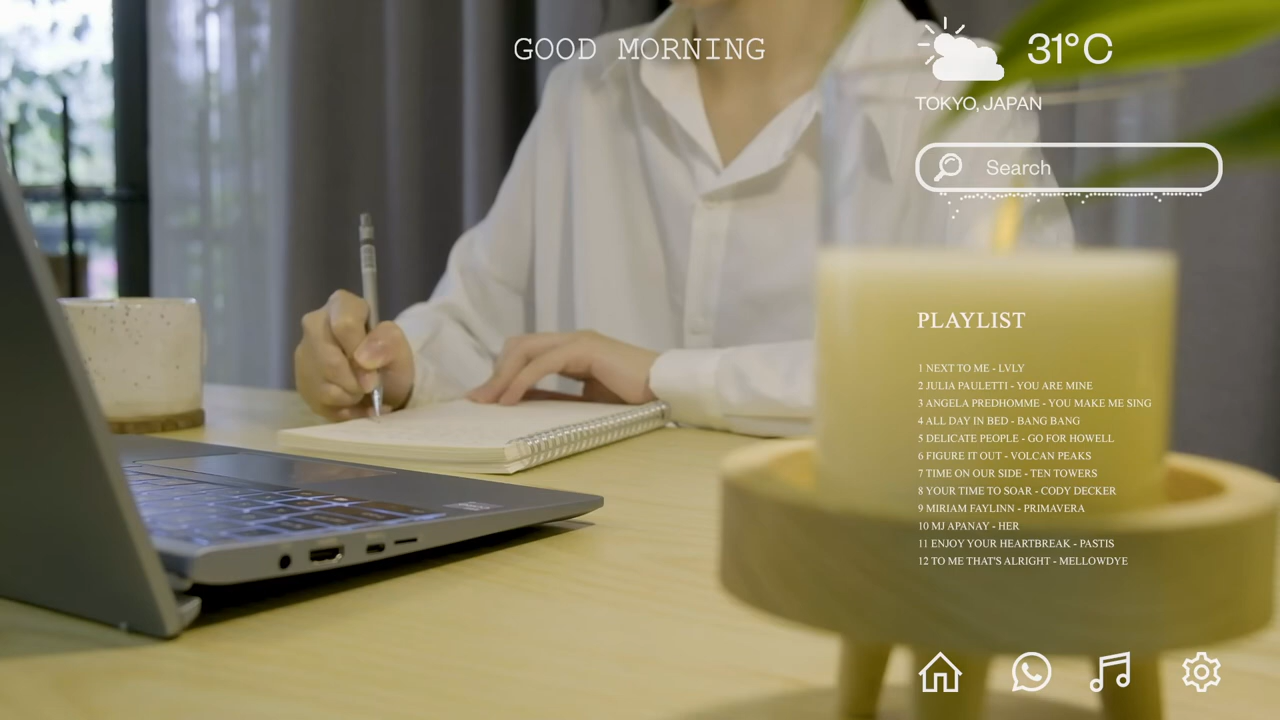 GOOD MORNING
31°C
TOKYO, JAPAN
Search
PLAYLIST
1 NEXT TO ME - LVLY
2 JULIA PAULETTI - YOU ARE MINE
3 ANGELA PREDHOMME - YOU MAKE ME SING
4 ALL DAY IN BED - BANG BANG
5 DELICATE PEOPLE - GO FOR HOWELL
6 FIGURE IT OUT - VOLCAN PEAKS
7 TIME ON OUR SIDE - TEN TOWERS
8 YOUR TIME TO SOAR - CODY DECKER
9 MIRIAM FAYLINN - PRIMAVERA
10 MJ APANAY - HER
11 ENJOY YOUR HEARTBREAK - PASTIS
12 TO ME THAT'S ALRIGHT - MELLOWDYE